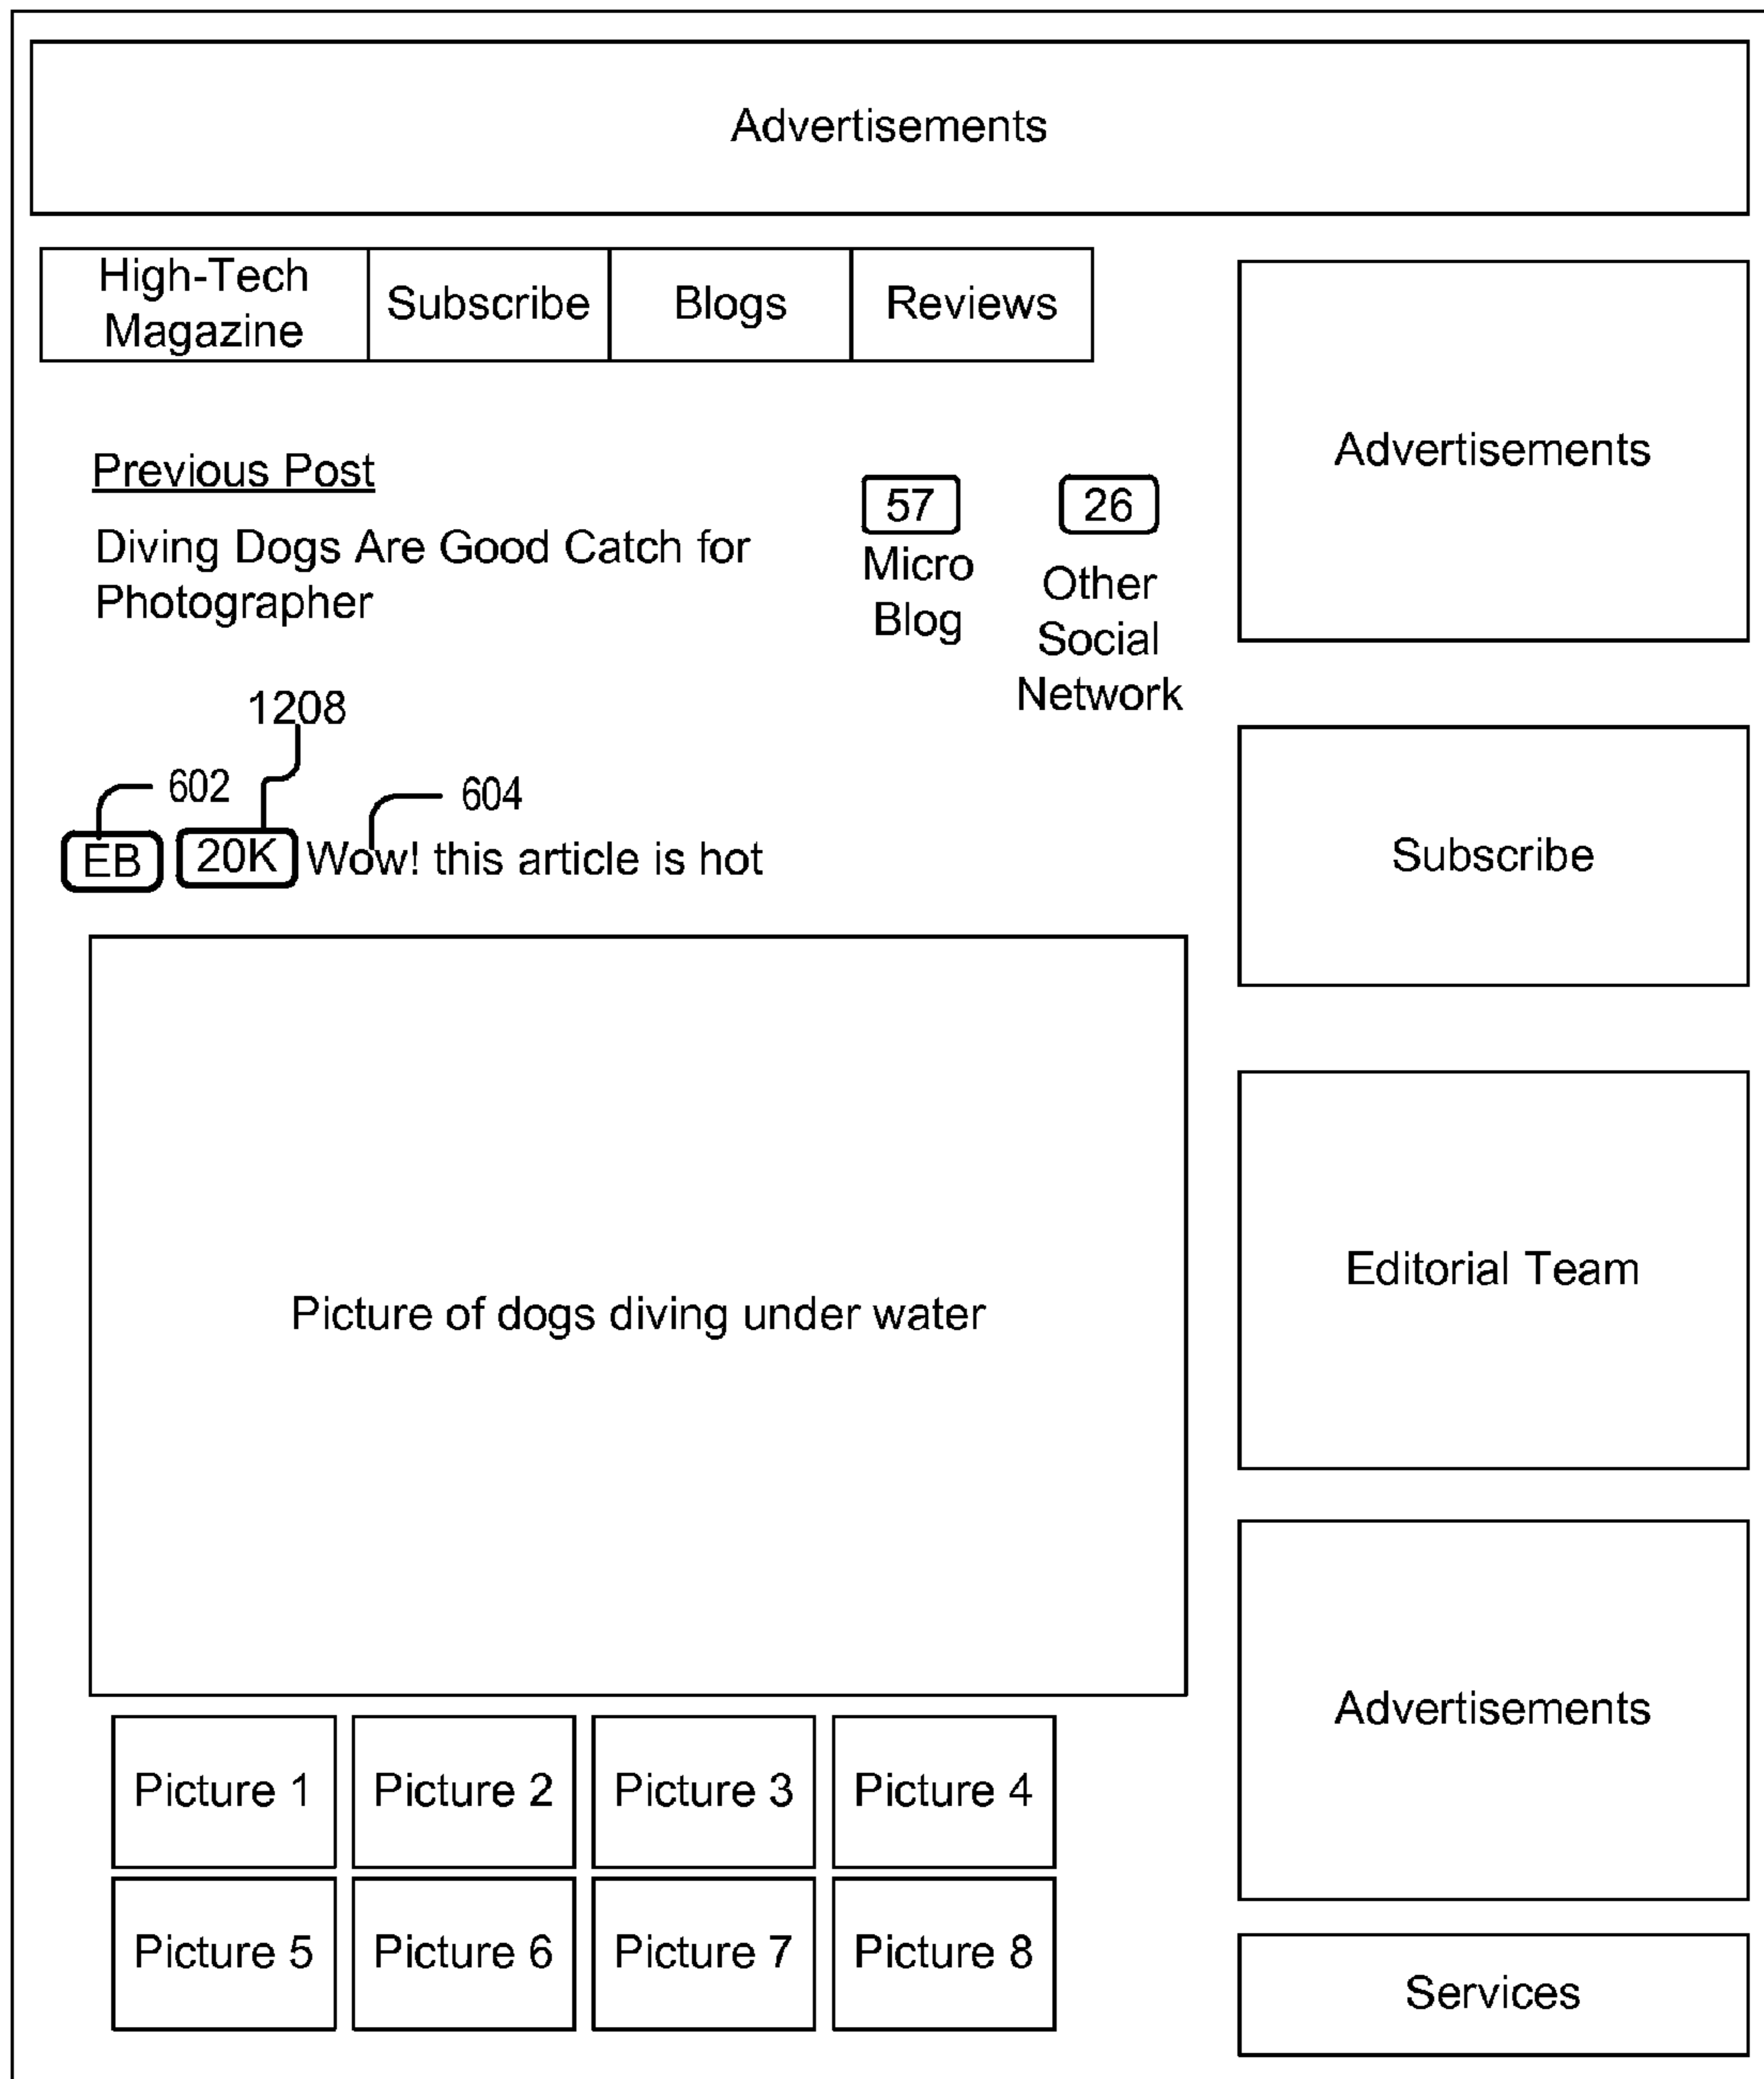 Advertisements
High-Tech
Magazine
Subscribe
Blogs
Reviews
Advertisements
Previous Post
Diving Dogs Are Good Catch for
Photographer
57
Micro
Blog
26
Other
Social
Network
1208
602
604
EB
20K
Wow! this article is hot
Subscribe
Picture of dogs diving under water
Editorial Team
Advertisements
Picture 1
Picture 2
Picture 3
Picture 4
Picture 5
Picture 6
Picture 7
Picture 8
Services